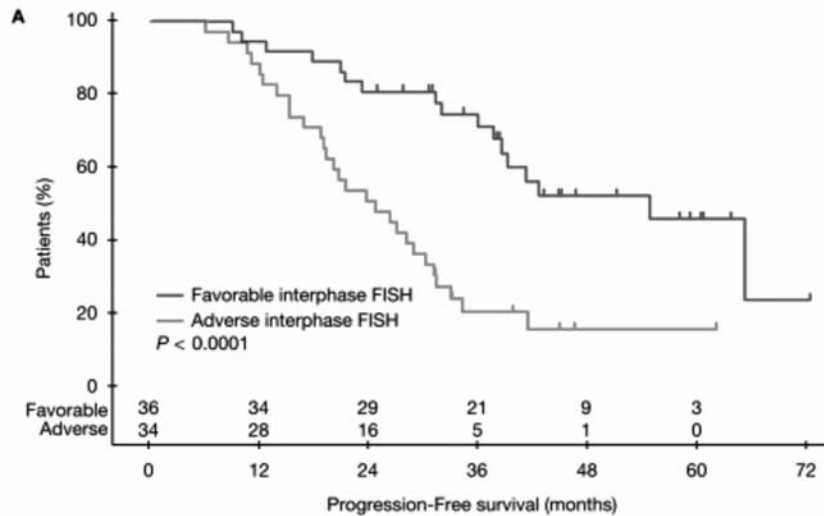 A
100
80
60
40
20
0
Patients (%)
Favorable interphase FISH
Adverse interphase FISH
P < 0.0001
Favorable 36 34 29 21 9 3
Adverse 34 28 16 5 1 0
0 12 24 36 48 60 72
Progression-Free survival (months)